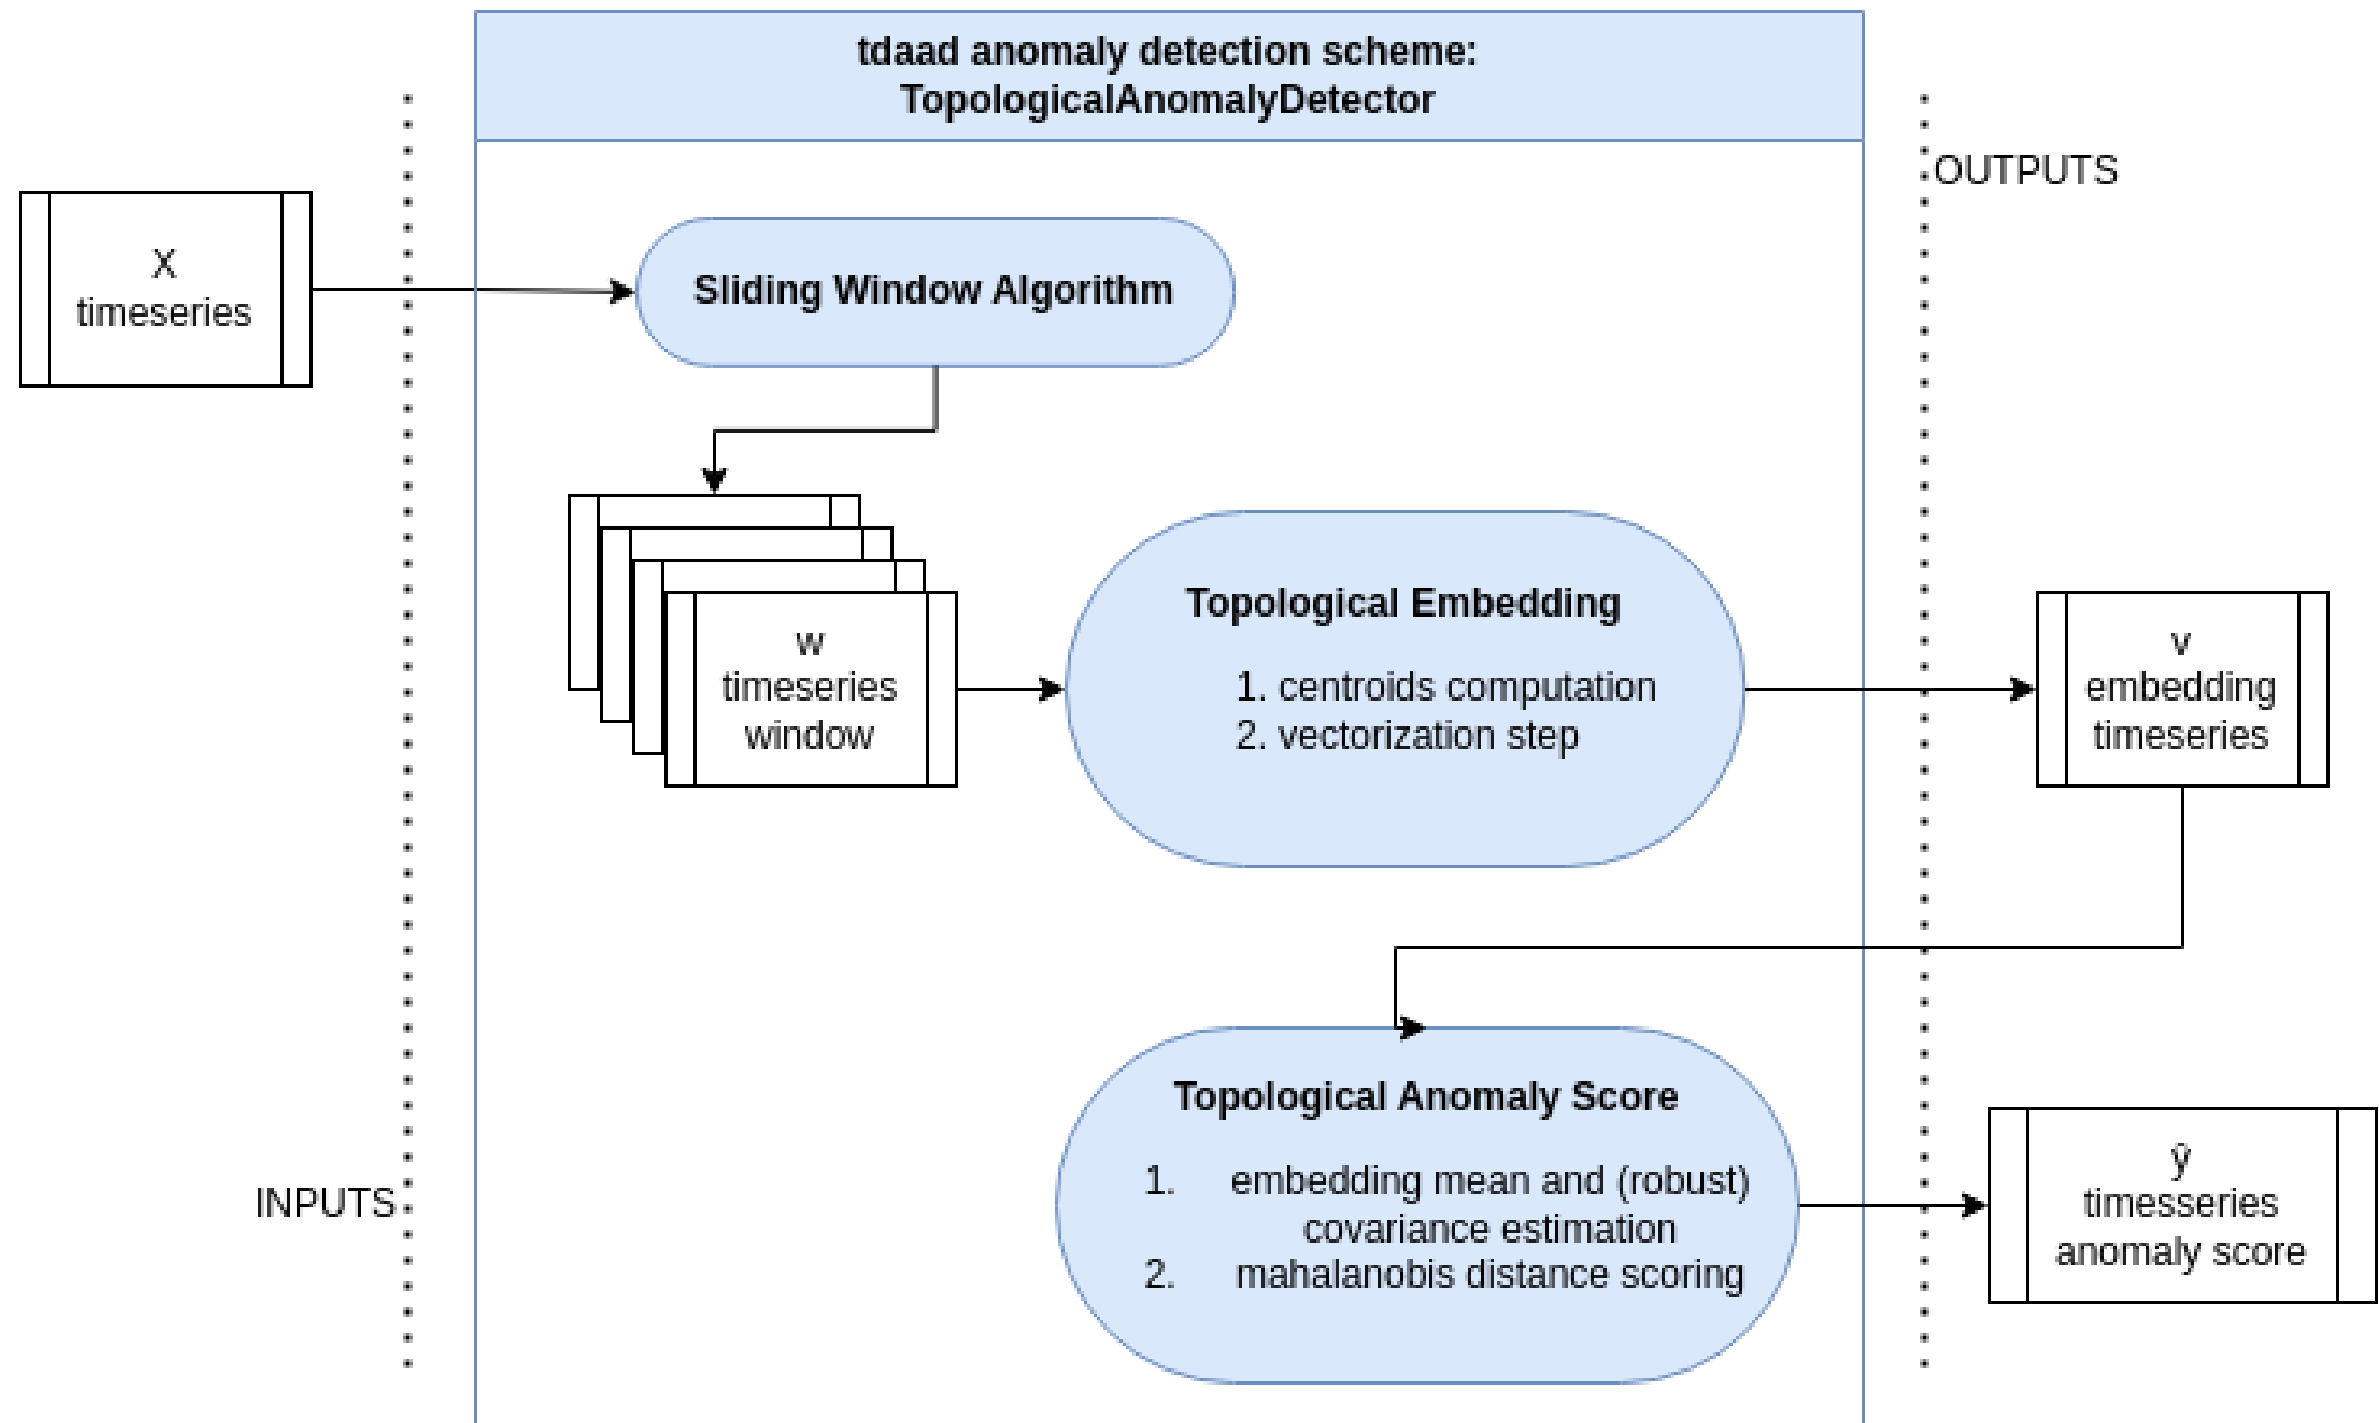 tdaad anomaly detection scheme:
TopologicalAnomalyDetector
OUTPUTS
X
timeseries
Sliding Window Algorithm
w
timeseries
window
Topological Embedding
1. centroids computation
2. vectorization step
v
embedding
timeseries
INPUTS
Topological Anomaly Score
1. embedding mean and (robust)
covariance estimation
2. mahalanobis distance scoring
ŷ
timesseries
anomaly score